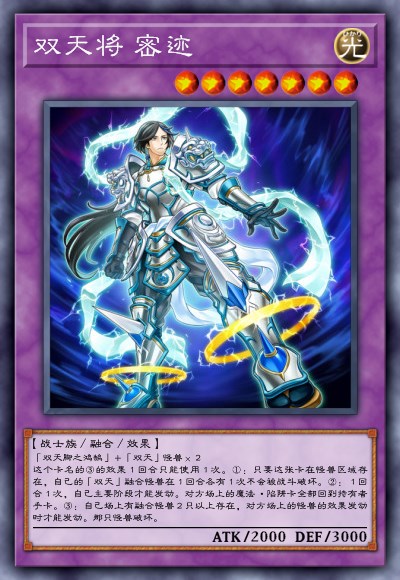 双天将 密迹
光
【战士族／融合／效果】
「双天脚之鸿鹄」＋「双天」怪兽×2
这个卡名的③的效果1回合只能使用1次。①：只要这张卡在怪兽区域存
在，自己的「双天」融合怪兽在1回合各有1次不会被战斗破坏。②：1回
合1次，自己主要阶段才能发动。对方场上的魔法·陷阱卡全部回到持有者
手卡。③：自己场上有融合怪兽2只以上存在，对方场上的怪兽的效果发动
时才能发动。那只怪兽破坏。
ATK/2000 DEF/3000